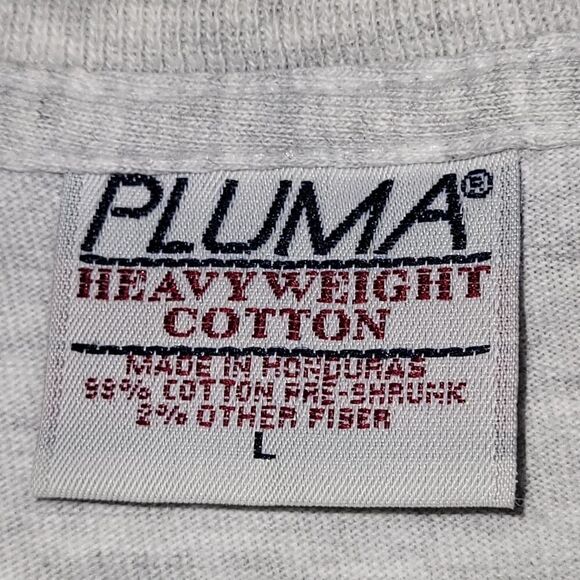 PLUMA®
HEAVYWEIGHT
COTTON
MADE IN HONDURAS
98% COTTON PRE-SHRUNK
2% OTHER FIBER
L